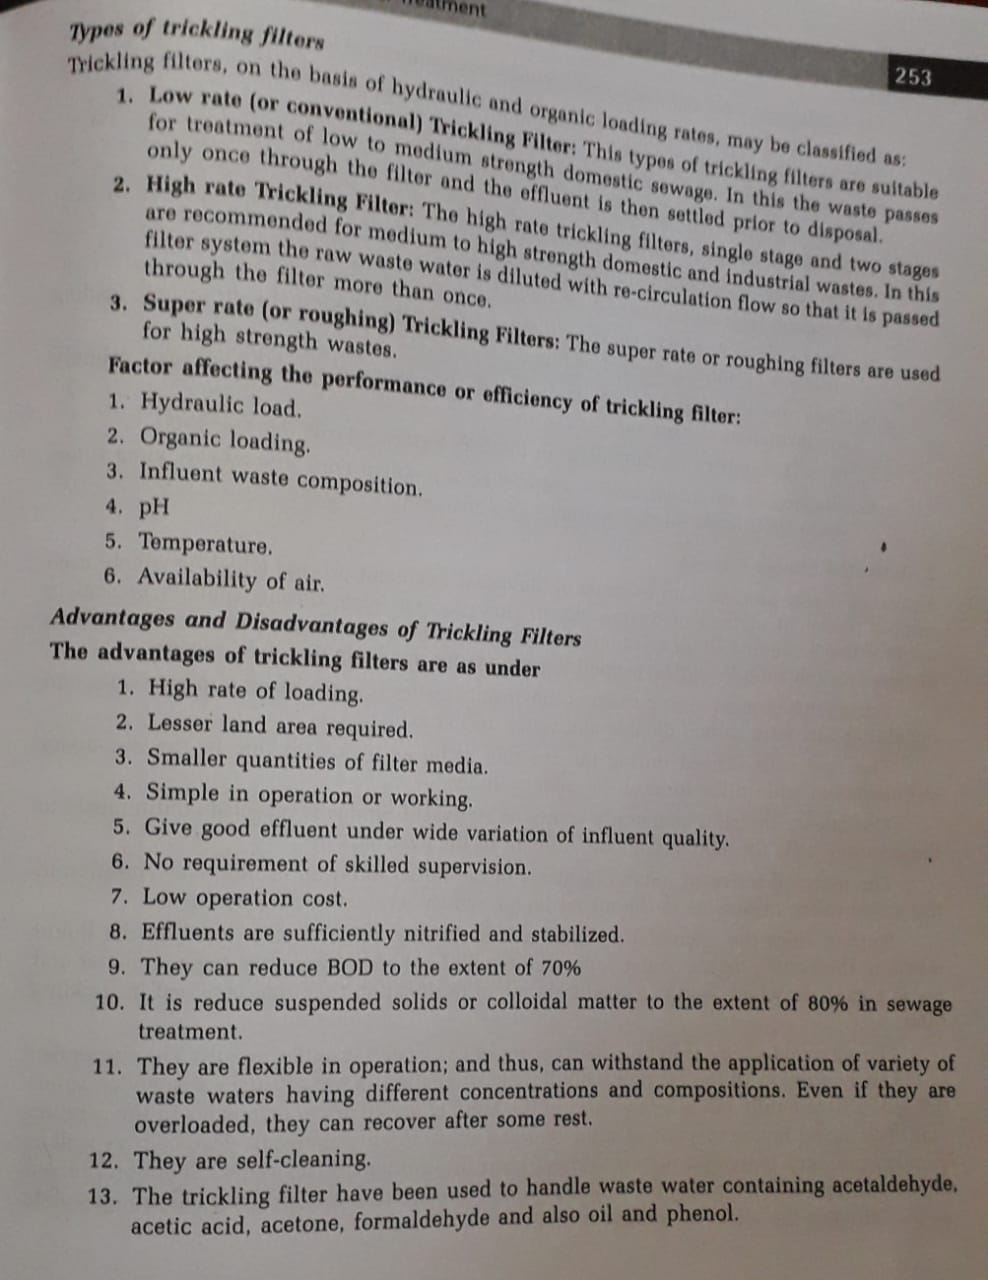 253
Types of trickling filters
Trickling filters, on the basis of hydraulic and organic loading rates, may be classified as:
1. Low rate (or conventional) Trickling Filter: This types of trickling filters are suitable
for treatment of low to medium strength domestic sewage. In this the waste passes
only once through the filter and the effluent is then settled prior to disposal.
2. High rate Trickling Filter: The high rate trickling filters, single stage and two stages
are recommended for medium to high strength domestic and industrial wastes. In this
filter system the raw waste water is diluted with re-circulation flow so that it is passed
through the filter more than once.
3. Super rate (or roughing) Trickling Filters: The super rate or roughing filters are used
for high strength wastes.
Factor affecting the performance or efficiency of trickling filter:
1. Hydraulic load.
2. Organic loading.
3. Influent waste composition.
4. pH
5. Temperature.
6. Availability of air.
Advantages and Disadvantages of Trickling Filters
The advantages of trickling filters are as under
1. High rate of loading.
2. Lesser land area required.
3. Smaller quantities of filter media.
4. Simple in operation or working.
5. Give good effluent under wide variation of influent quality.
6. No requirement of skilled supervision.
7. Low operation cost.
8. Effluents are sufficiently nitrified and stabilized.
9. They can reduce BOD to the extent of 70%
10. It is reduce suspended solids or colloidal matter to the extent of 80% in sewage
treatment.
11. They are flexible in operation; and thus, can withstand the application of variety of
waste waters having different concentrations and compositions. Even if they are
overloaded, they can recover after some rest.
12. They are self-cleaning.
13. The trickling filter have been used to handle waste water containing acetaldehyde,
acetic acid, acetone, formaldehyde and also oil and phenol.